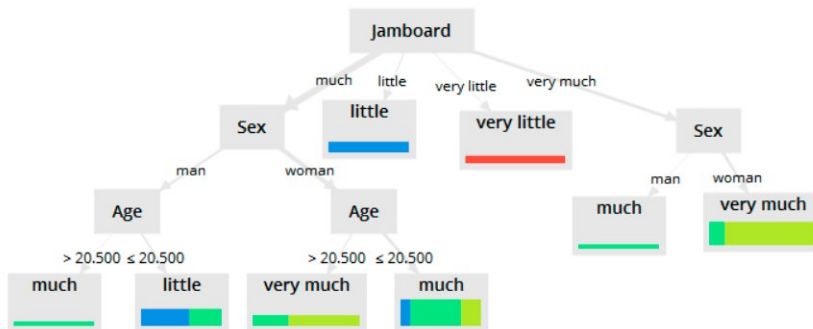 Jamboard
much
little
very little
very much
Sex
little
very little
Sex
man
woman
man
woman
Age
Age
much
very much
> 20.500 ≤ 20.500
> 20.500 ≤ 20.500
much
little
very much
much